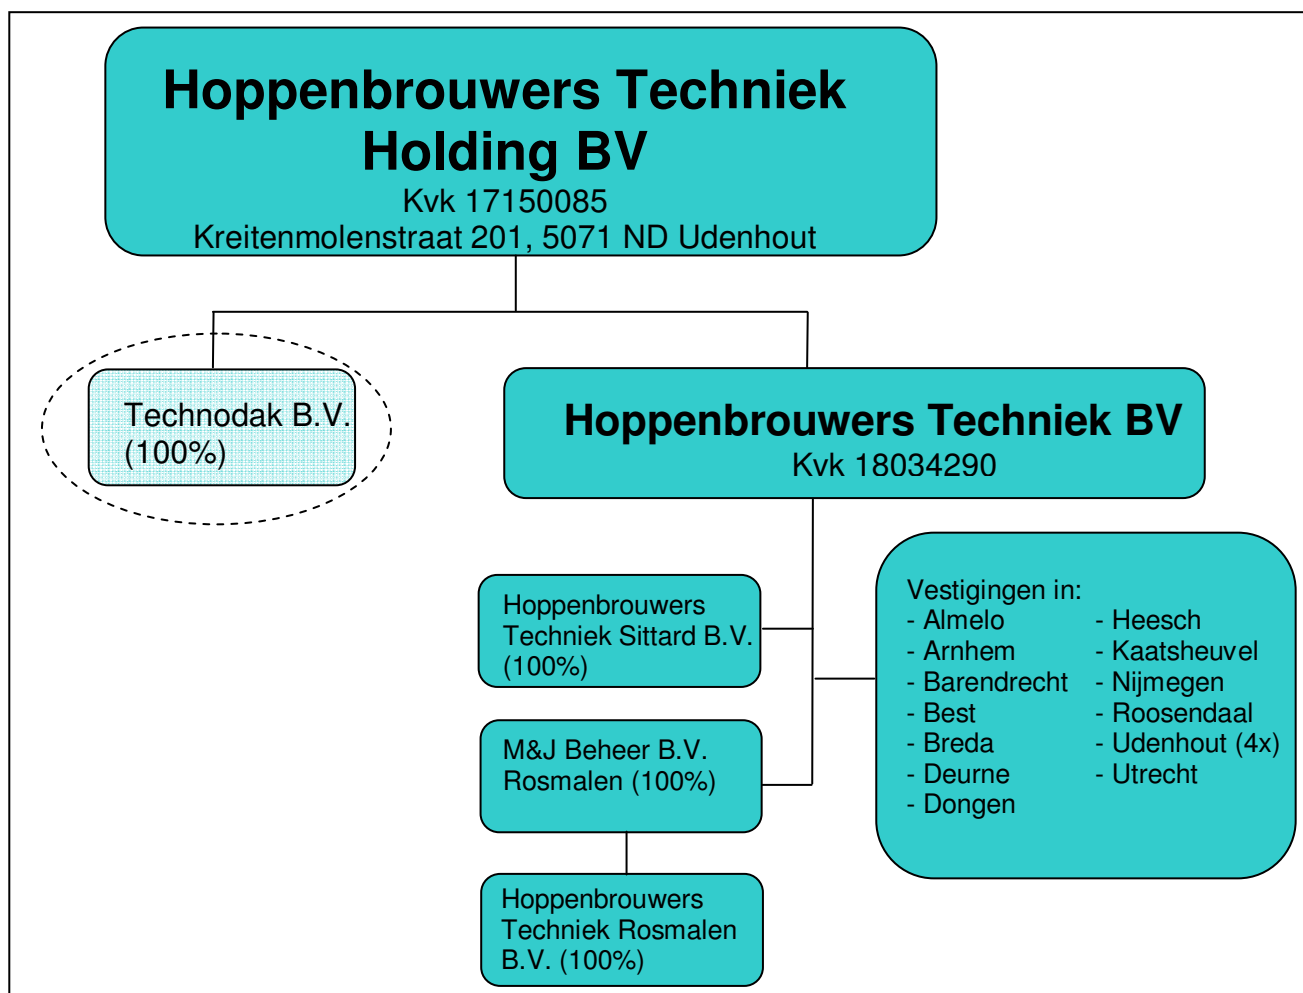 Hoppenbrouwers Techniek
Holding BV
Kvk 17150085
Kreitenmolenstraat 201, 5071 ND Udenhout
Technodak B.V.
(100%)
Hoppenbrouwers Techniek BV
Kvk 18034290
Hoppenbrouwers
Techniek Sittard B.V.
(100%)
M&J Beheer B.V.
Rosmalen (100%)
Hoppenbrouwers
Techniek Rosmalen
B.V. (100%)
Vestigingen in:
- Almelo
- Arnhem
- Barendrecht
- Best
- Breda
- Deurne
- Dongen
- Heesch
- Kaatsheuvel
- Nijmegen
- Roosendaal
- Udenhout (4x)
- Utrecht